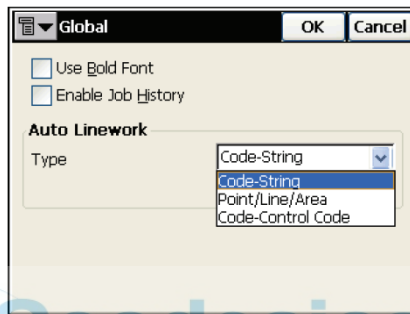 Global OK Cancel
Use Bold Font
Enable Job History
Auto Linework
Type Code-String
Code-String
Point/Line/Area
Code-Control Code